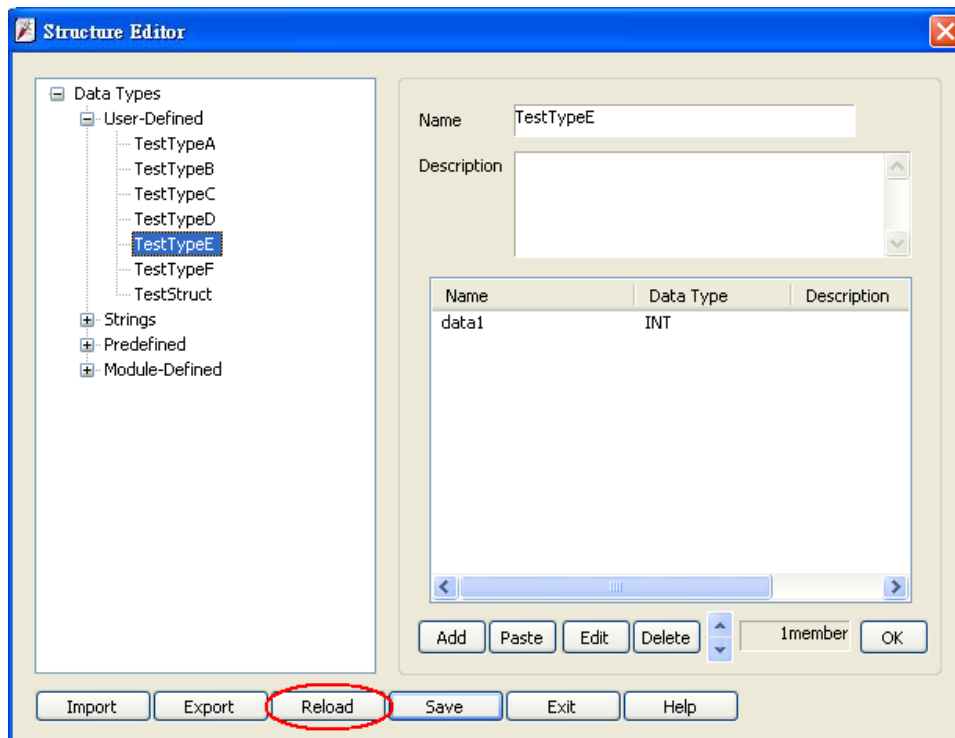 Structure Editor
Data Types
User-Defined
TestTypeA
TestTypeB
TestTypeC
TestTypeD
TestTypeE
TestTypeF
TestStruct
Strings
Predefined
Module-Defined
Name TestTypeE
Description
Name Data Type Description
data1 INT
Add Paste Edit Delete 1member OK
Import Export Reload Save Exit Help